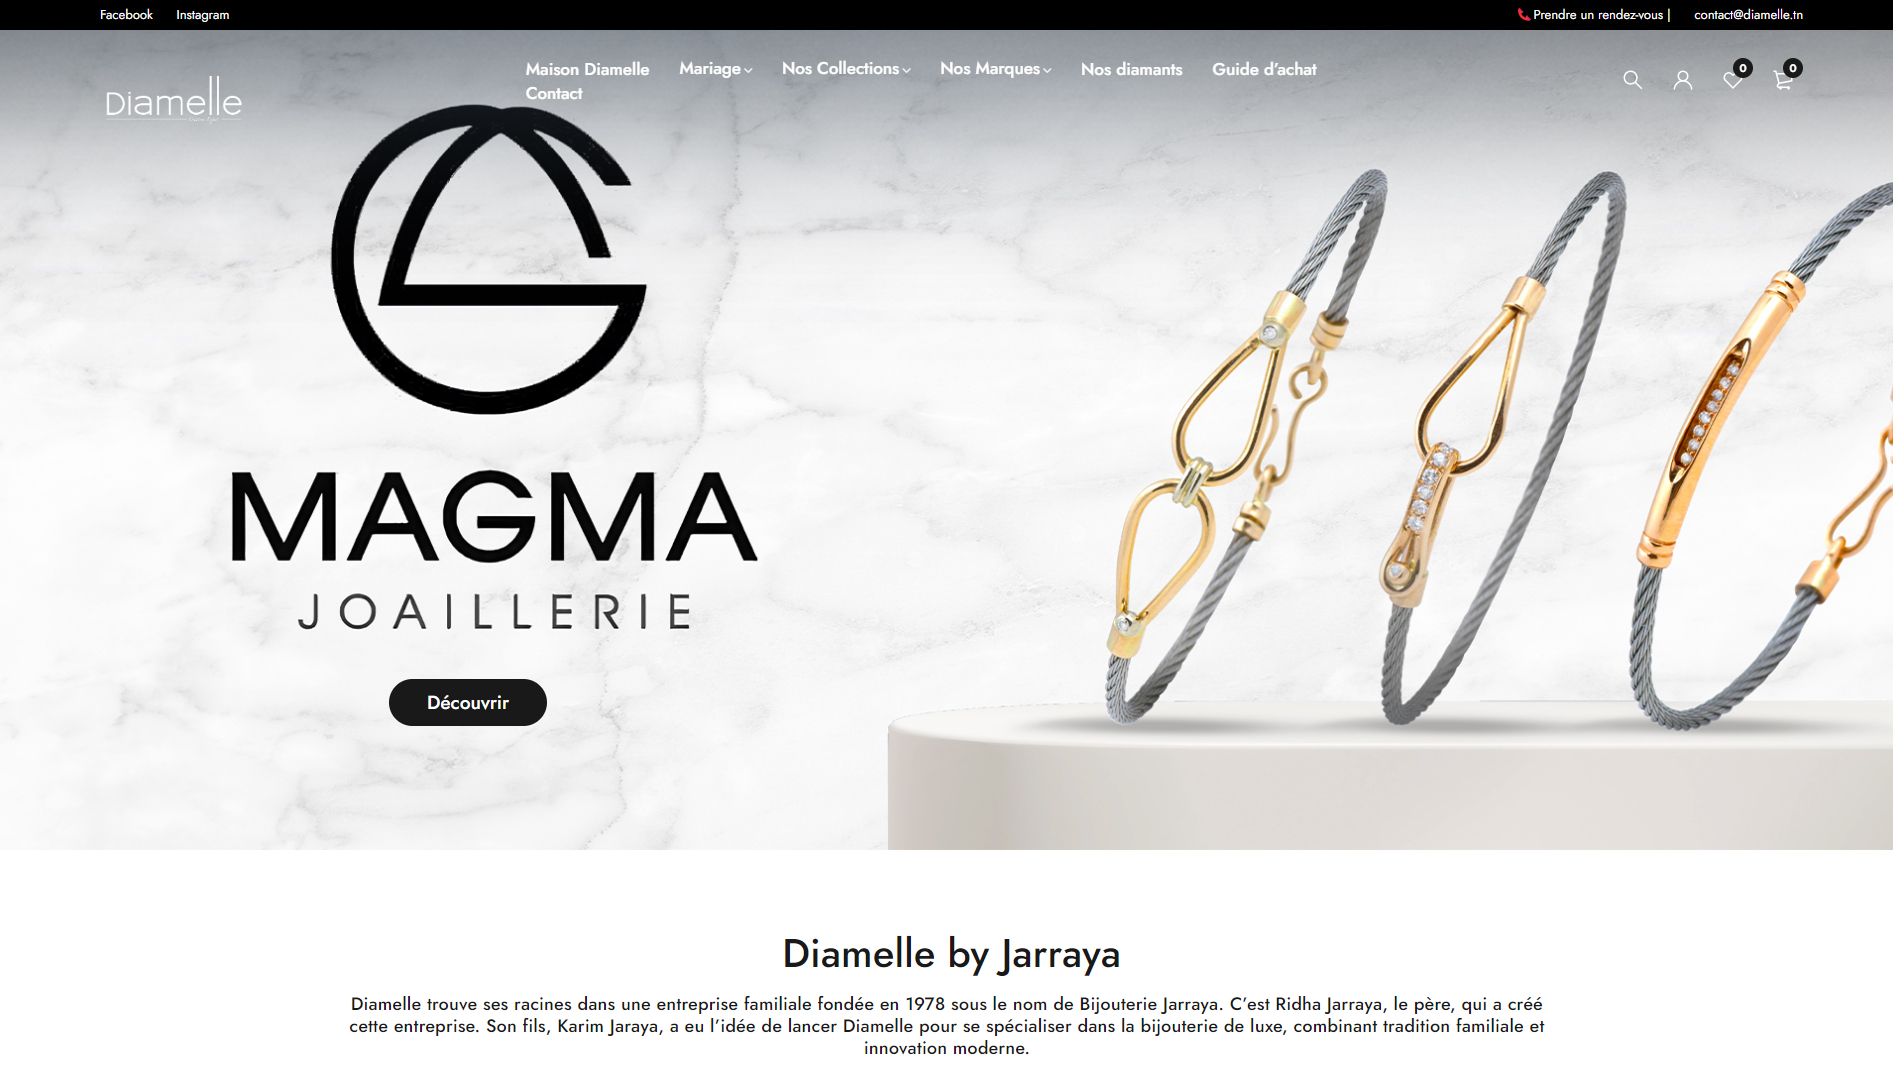 Facebook Instagram
Prendre un rendez-vous | contact@diamelle.tn
Diamelle
Maison Diamelle Mariage Nos Collections Nos Marques Nos diamants Guide d’achat
Contact
0 0
MAGMA
JOAILLERIE
Découvrir
Diamelle by Jarraya
Diamelle trouve ses racines dans une entreprise familiale fondée en 1978 sous le nom de Bijouterie Jarraya. C’est Ridha Jarraya, le père, qui a créé
cette entreprise. Son fils, Karim Jaraya, a eu l’idée de lancer Diamelle pour se spécialiser dans la bijouterie de luxe, combinant tradition familiale et
innovation moderne.